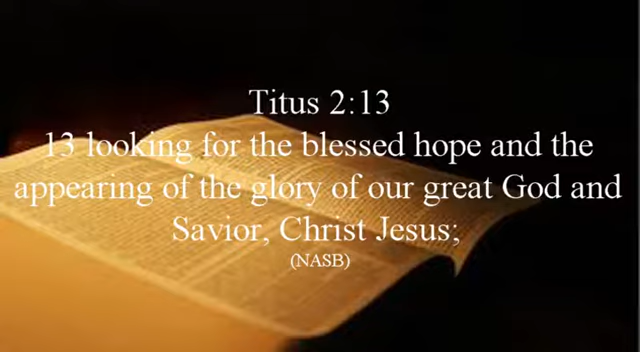 Titus 2:13
13 looking for the blessed hope and the
appearing of the glory of our great God and
Savior, Christ Jesus;
(NASB)